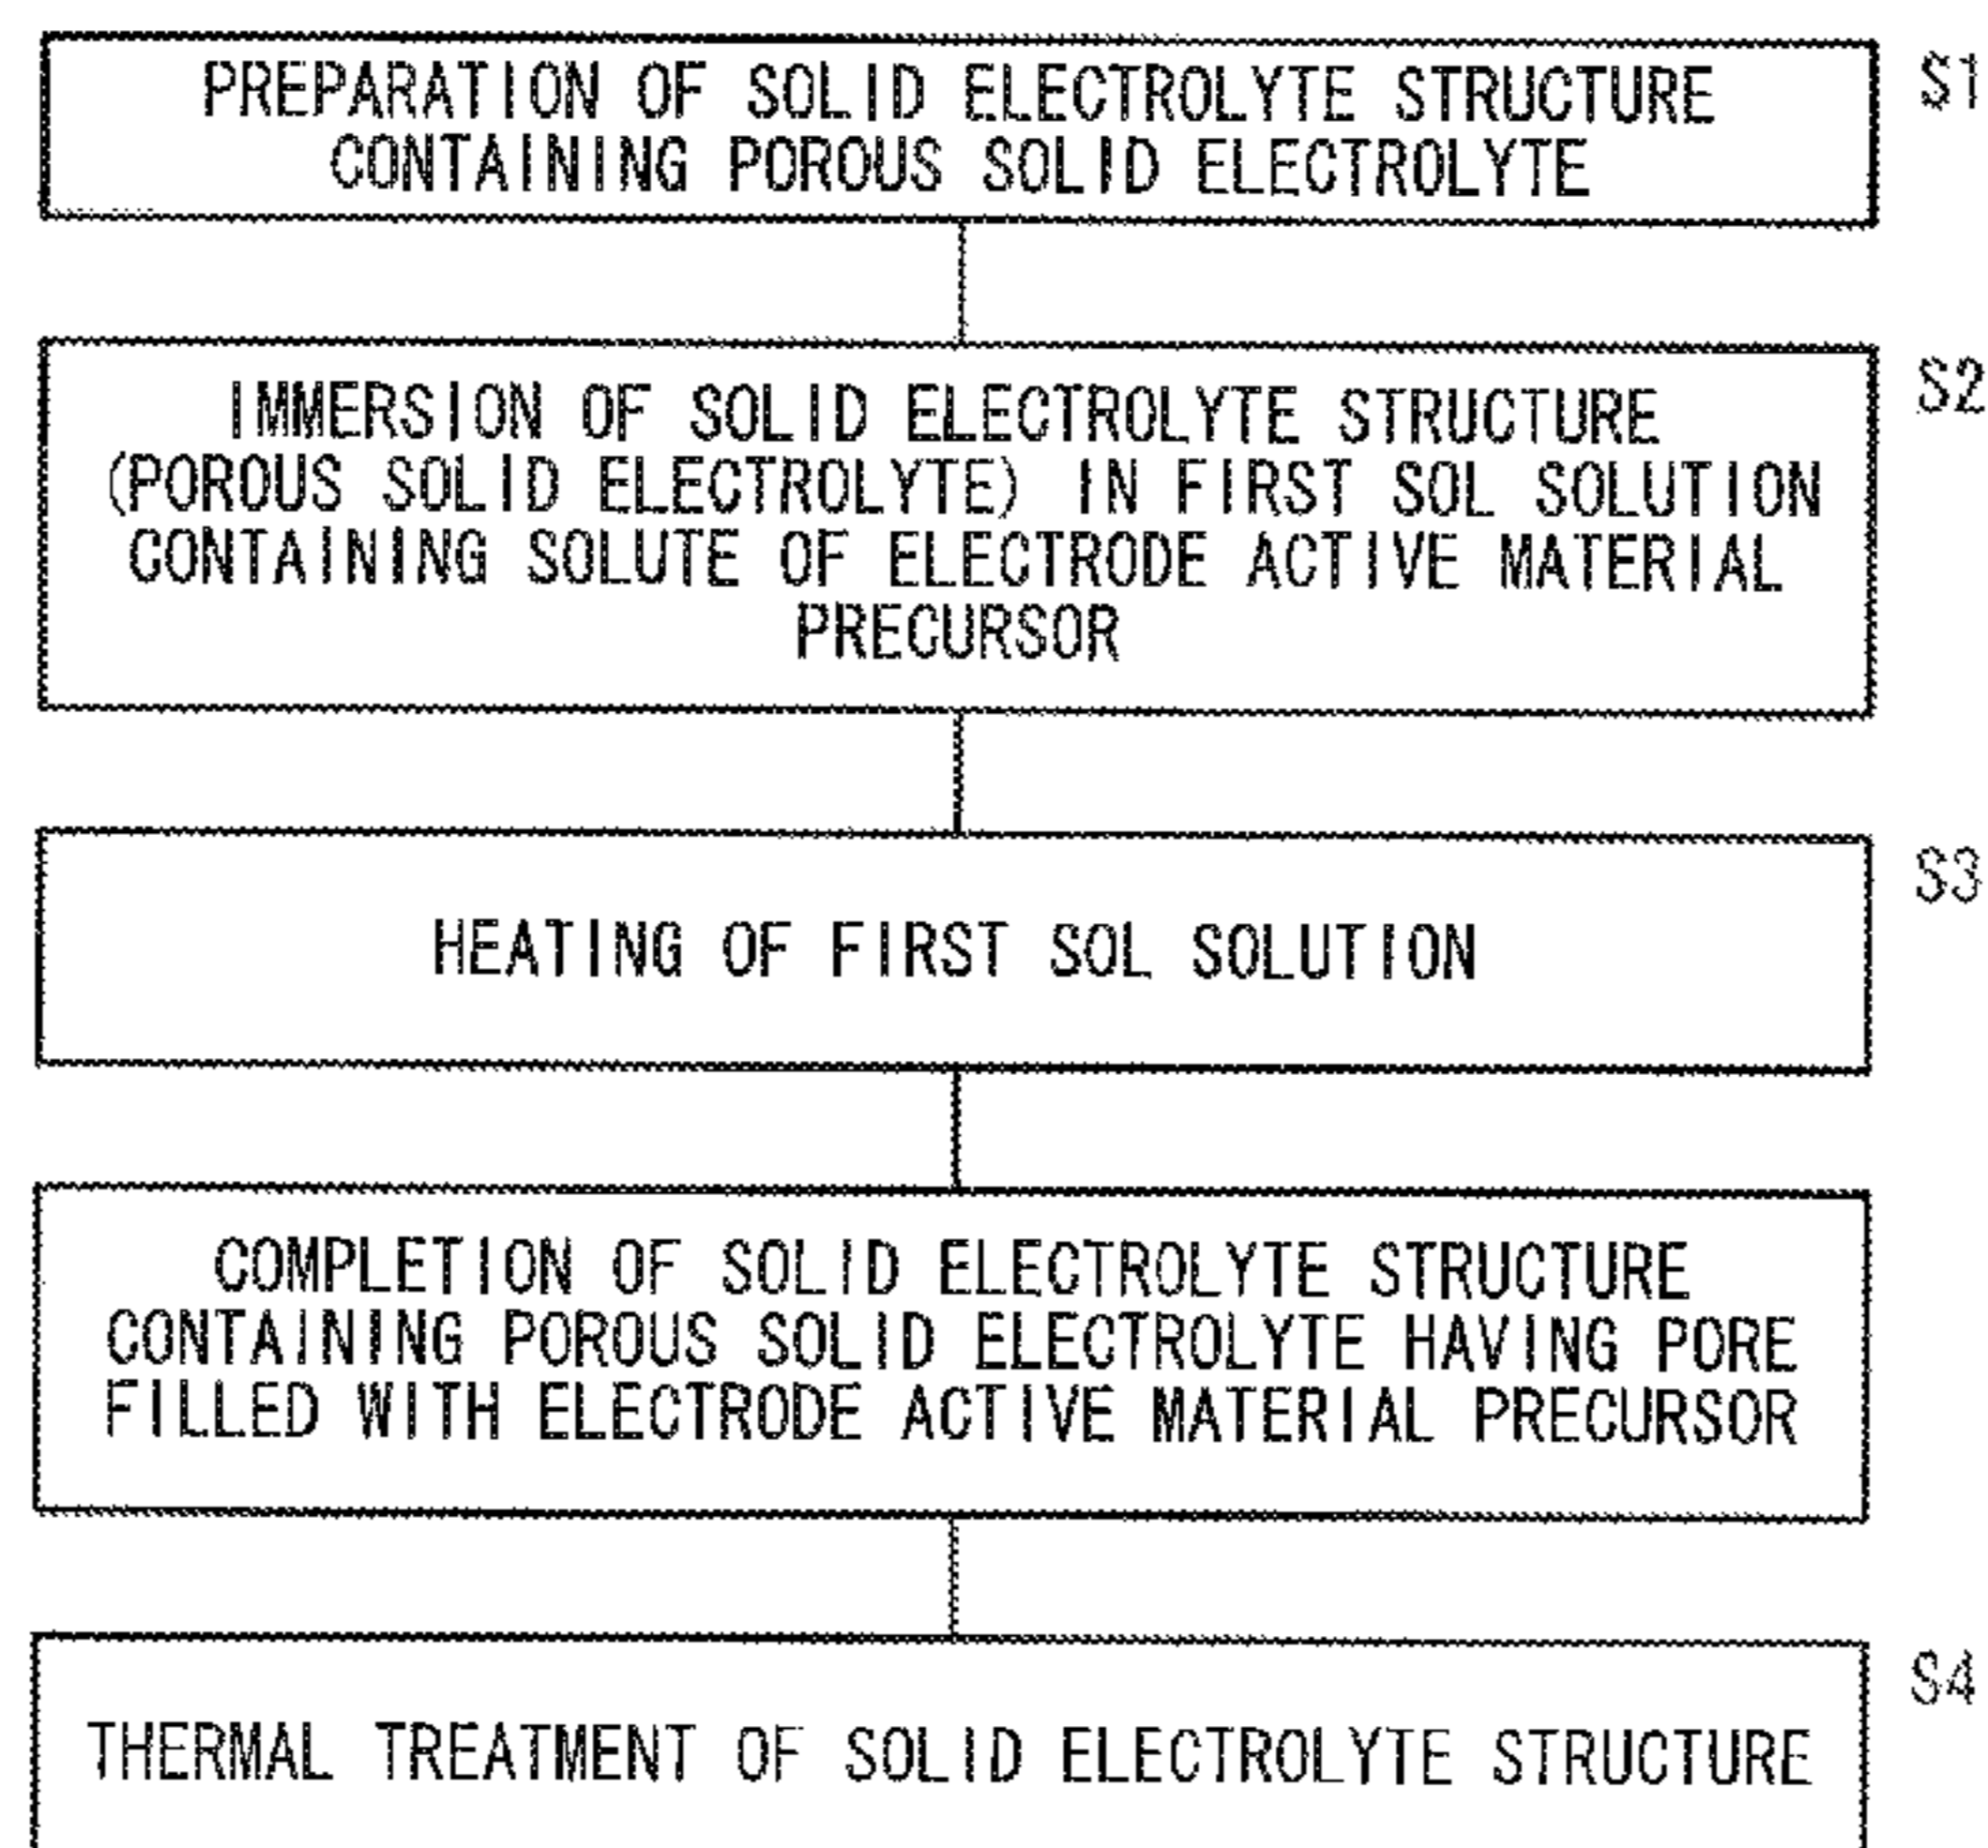 PREPARATION OF SOLID ELECTROLYTE STRUCTURE
CONTAINING POROUS SOLID ELECTROLYTE
S1
IMMERSION OF SOLID ELECTROLYTE STRUCTURE
(POROUS SOLID ELECTROLYTE) IN FIRST SOL SOLUTION
CONTAINING SOLUTE OF ELECTRODE ACTIVE MATERIAL
PRECURSOR
S2
HEATING OF FIRST SOL SOLUTION
S3
COMPLETION OF SOLID ELECTROLYTE STRUCTURE
CONTAINING POROUS SOLID ELECTROLYTE HAVING PORE
FILLED WITH ELECTRODE ACTIVE MATERIAL PRECURSOR
THERMAL TREATMENT OF SOLID ELECTROLYTE STRUCTURE
S4